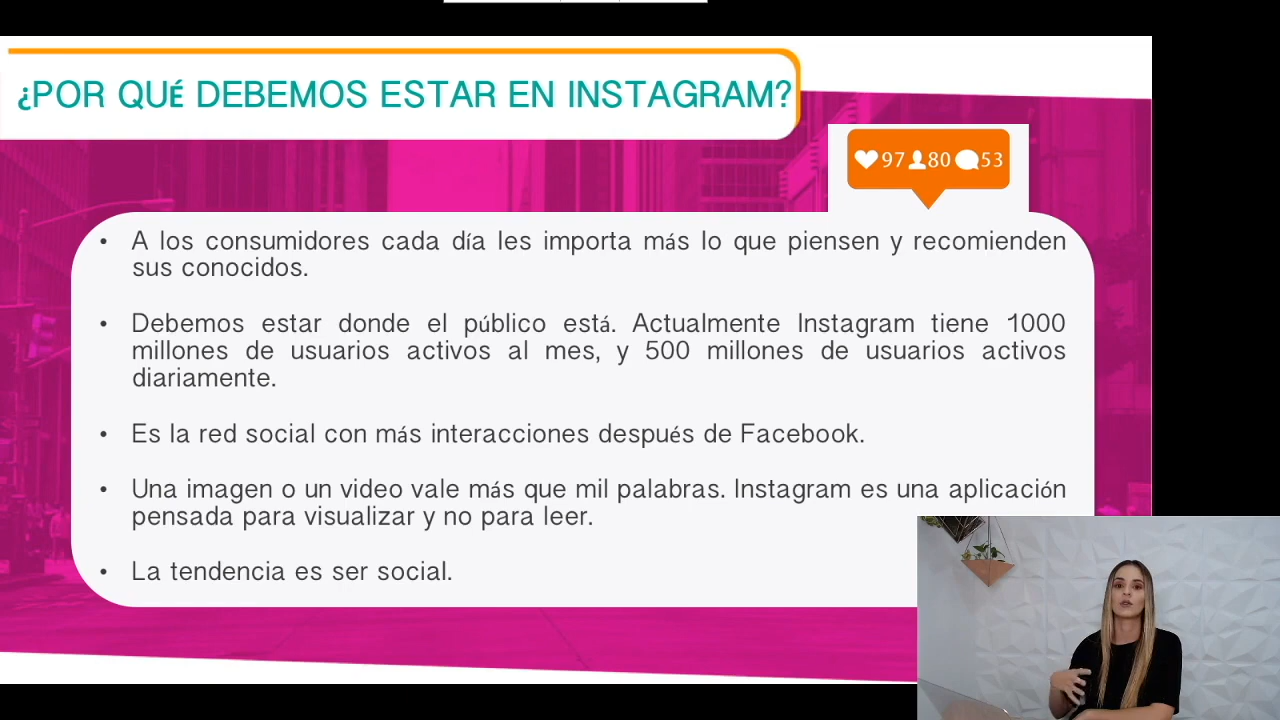 ¿POR QUÉ DEBEMOS ESTAR EN INSTAGRAM?
97 80 53
• A los consumidores cada día les importa más lo que piensen y recomienden
sus conocidos.
• Debemos estar donde el público está. Actualmente Instagram tiene 1000
millones de usuarios activos al mes, y 500 millones de usuarios activos
diariamente.
• Es la red social con más interacciones después de Facebook.
• Una imagen o un video vale más que mil palabras. Instagram es una aplicación
pensada para visualizar y no para leer.
• La tendencia es ser social.